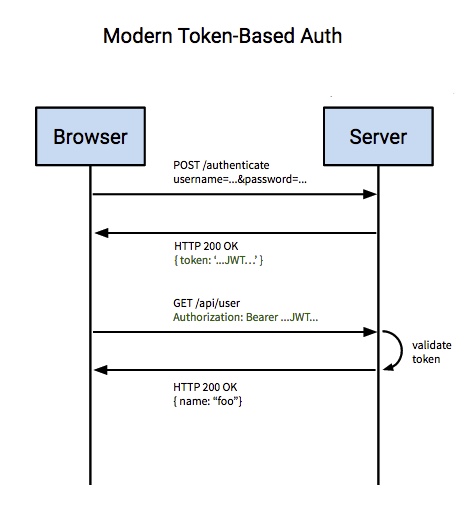 Modern Token-Based Auth
Browser
Server
POST /authenticate
username=...&password=...
HTTP 200 OK
{ token: ‘...JWT...’ }
GET /api/user
Authorization: Bearer ...JWT...
validate
token
HTTP 200 OK
{ name: “foo”}